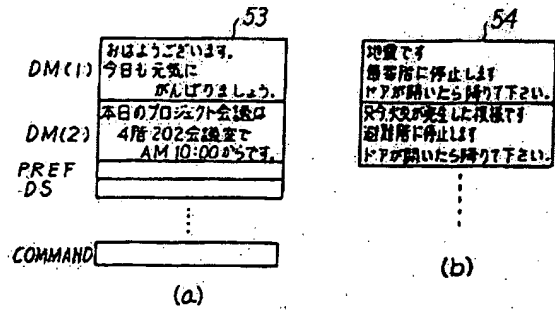 53
DM(1)
おはようございます。
今日も元気に
がんばりましょう。
DM(2)
本日のプロジェクト会議は
4階 202会議室で
AM 10:00からです。
PREF
DS
COMMAND
(a)
54
地震です
最寄階に停止します
ドアが開いたら降りて下さい。
只今火災が発生した模様です
避難階に停止します
ドアが開いたら降りて下さい。
(b)